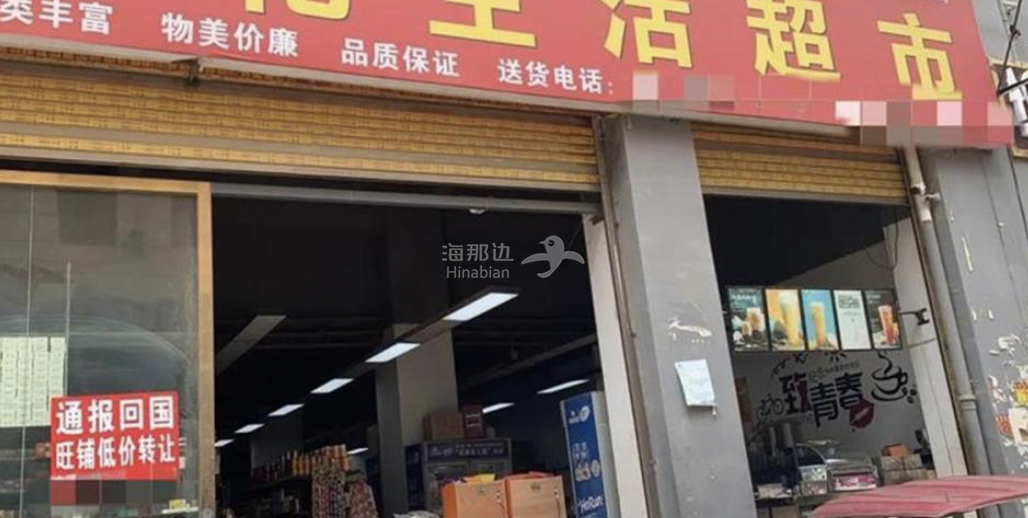 生活超市
类丰富 物美价廉 品质保证 送货电话:
海那边
Hinabian
通报回国
旺铺低价转让
致青春